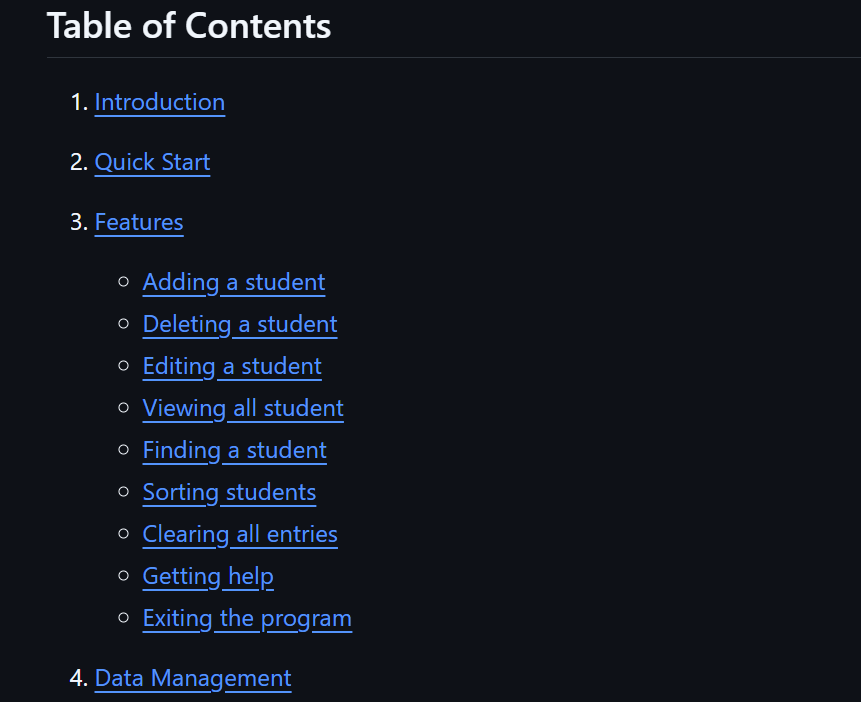 Table of Contents
1. Introduction
2. Quick Start
3. Features
○ Adding a student
○ Deleting a student
○ Editing a student
○ Viewing all student
○ Finding a student
○ Sorting students
○ Clearing all entries
○ Getting help
○ Exiting the program
4. Data Management